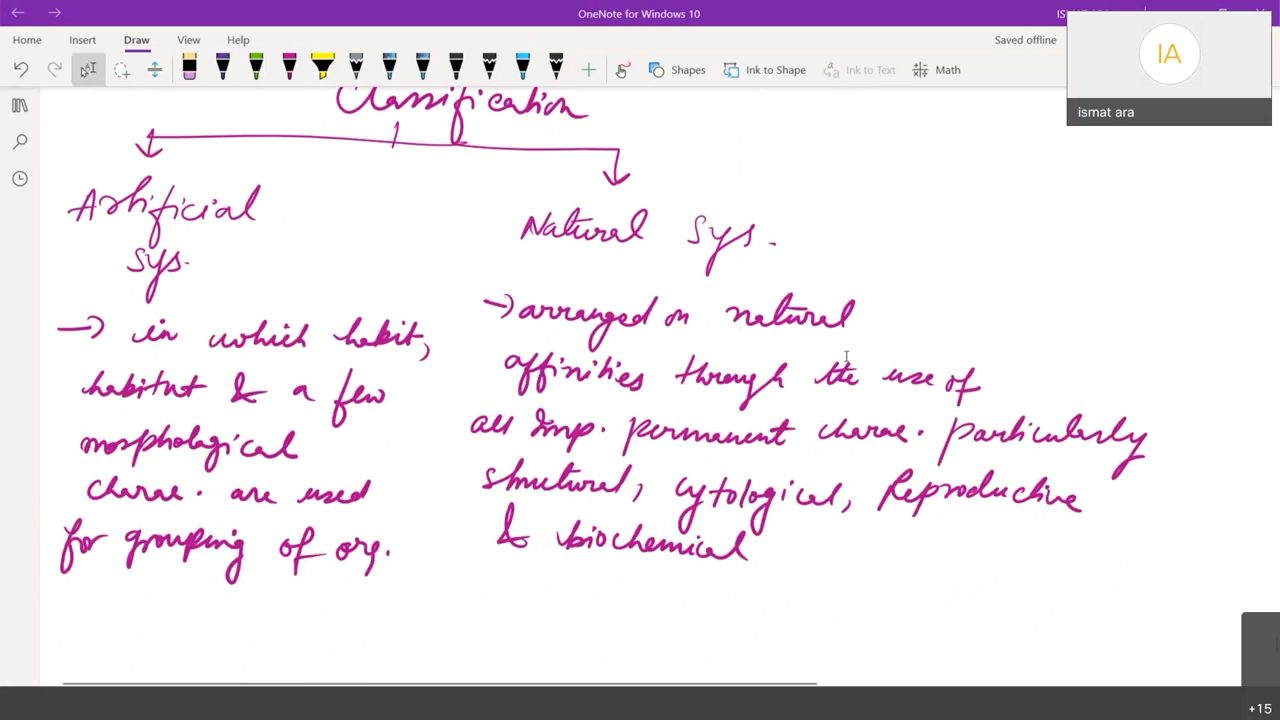 OneNote for Windows 10
Home Insert Draw View Help
Saved offline
Shapes Ink to Shape Ink to Text Math
IA
ismat ara
Classification
Artificial
Sys.
Natural Sys.
→ in which habit,
habitat & a few
morphological
charac. are used
for grouping of org.
→ arranged on natural
affinities through the use of
all Imp. permanent charac. particularly
structural, cytological, Reproductive
& biochemical
+15